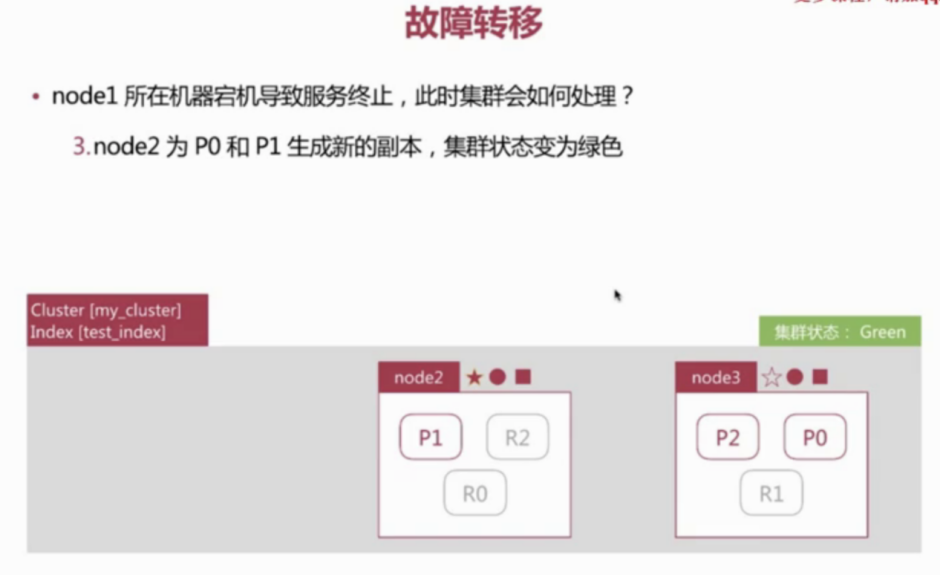 故障转移
• node1 所在机器宕机导致服务终止，此时集群会如何处理？
3.node2 为 P0 和 P1 生成新的副本，集群状态变为绿色
Cluster [my_cluster]
Index [test_index]
集群状态： Green
node2
node3
P1
R2
P2
P0
R0
R1